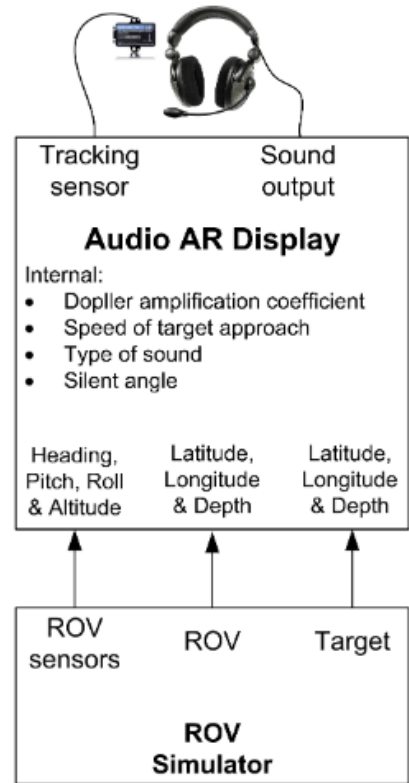 Tracking sensor
Sound output
Audio AR Display
Internal:
• Dopller amplification coefficient
• Speed of target approach
• Type of sound
• Silent angle
Heading,
Pitch, Roll
& Altitude
Latitude,
Longitude
& Depth
Latitude,
Longitude
& Depth
ROV
sensors
ROV
Target
ROV
Simulator